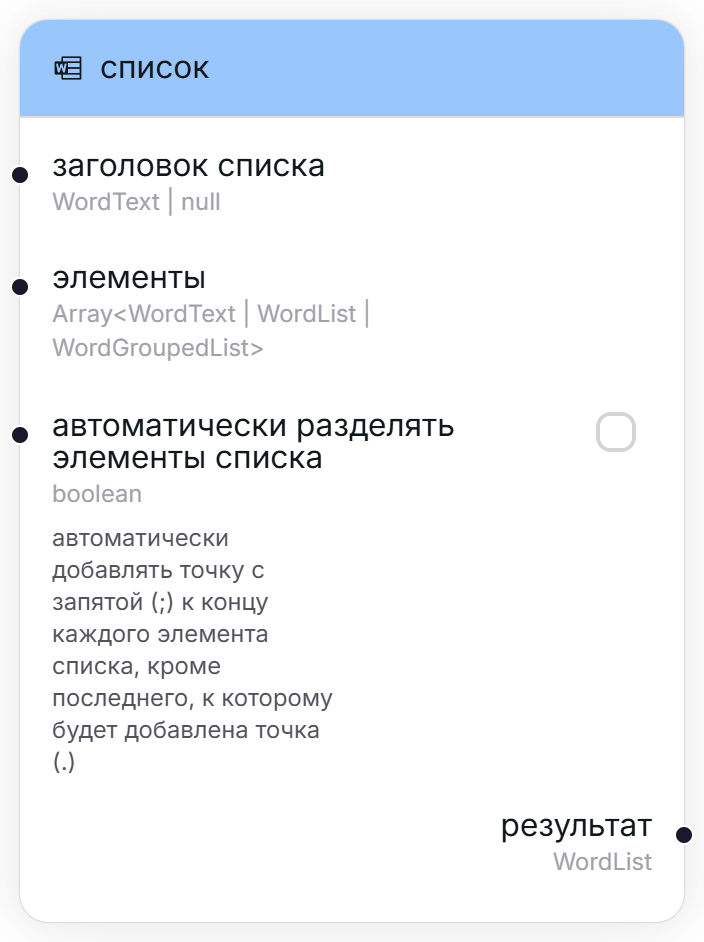 список
заголовок списка
WordText | null
элементы
Array<WordText | WordList |
WordGroupedList>
автоматически разделять
элементы списка
boolean
автоматически
добавлять точку с
запятой (;) к концу
каждого элемента
списка, кроме
последнего, к которому
будет добавлена точка
(.)
результат
WordList